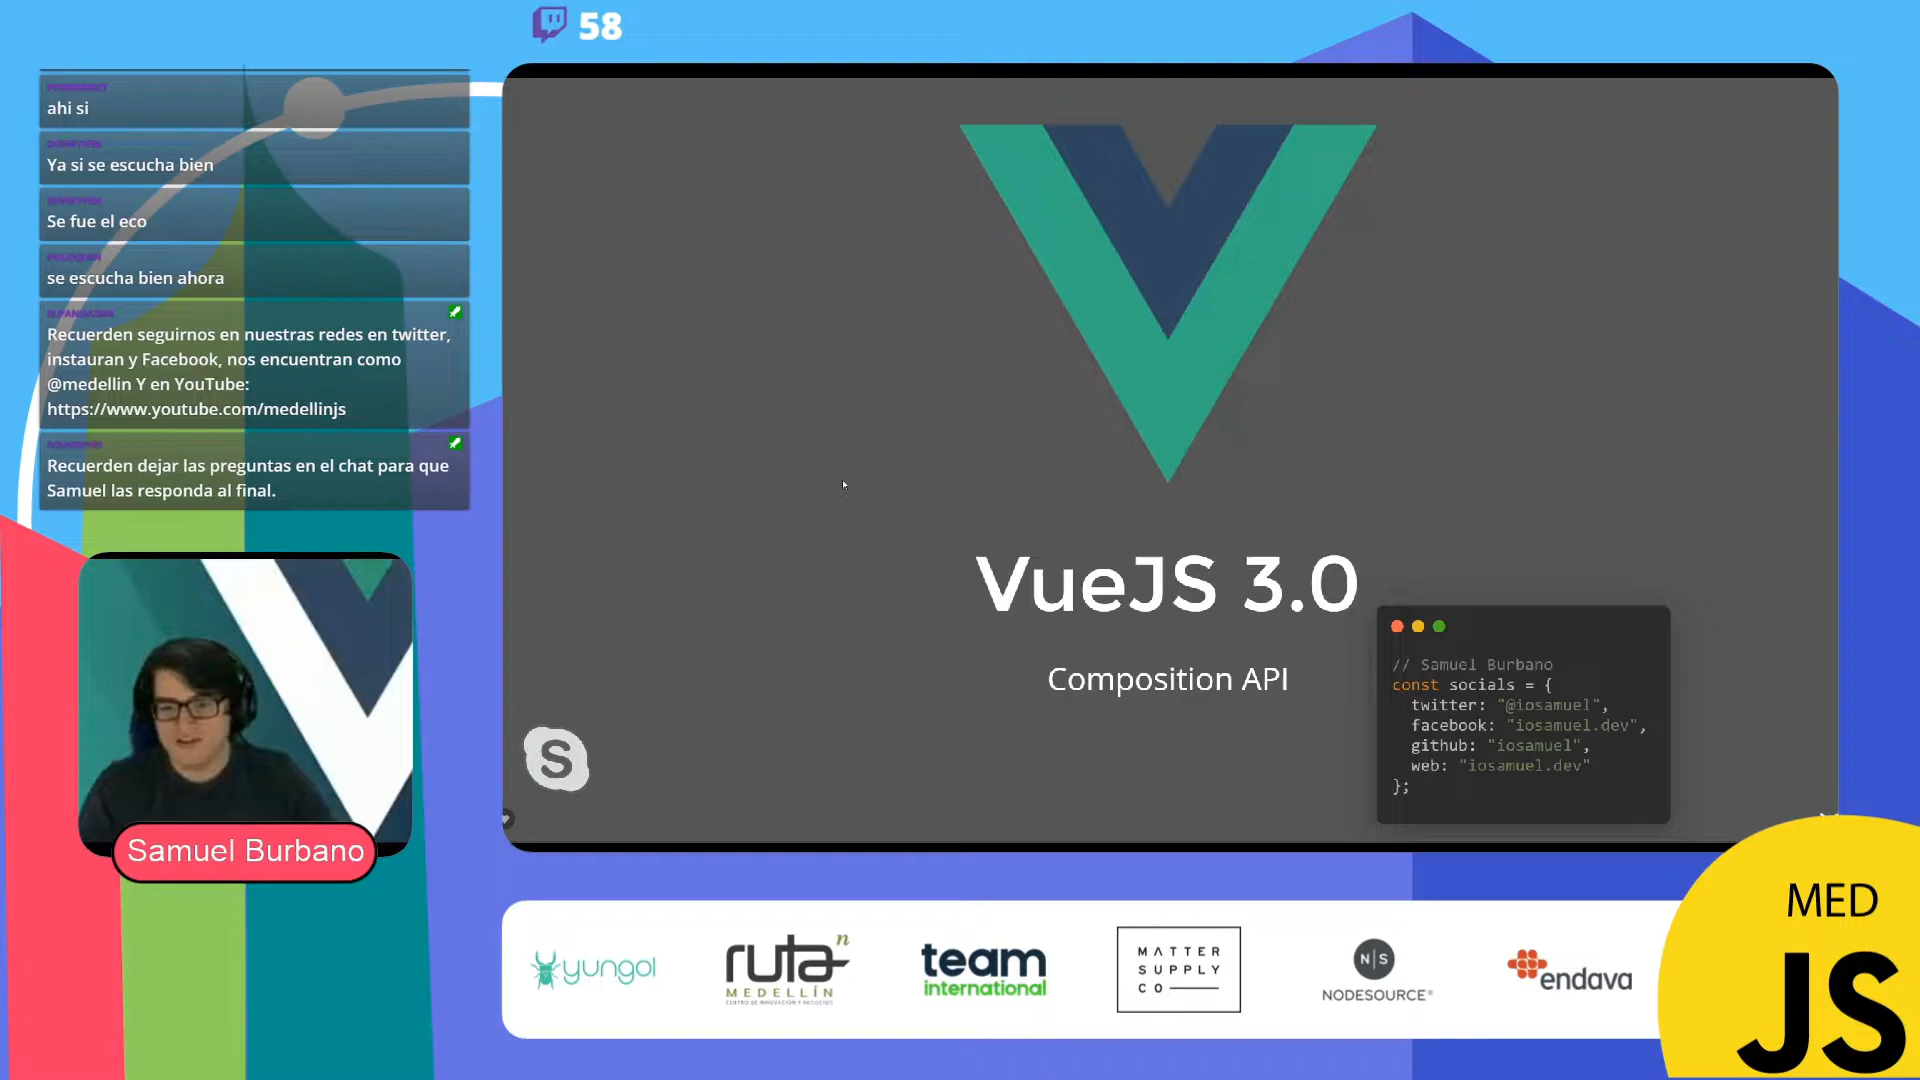 58
ahi si
Ya si se escucha bien
Se fue el eco
se escucha bien ahora
Recuerden seguirnos en nuestras redes en twitter,
instauran y Facebook, nos encuentran como
@medellin Y en YouTube:
https://www.youtube.com/medellinjs
Recuerden dejar las preguntas en el chat para que
Samuel las responda al final.
Samuel Burbano
VueJS 3.0
Composition API
S
// Samuel Burbano
const socials = {
twitter: "@iosamuel",
facebook: "iosamuel.dev",
github: "iosamuel",
web: "iosamuel.dev"
};
yungol
ruta n
MEDELLÍN
CENTRO DE INNOVACIÓN Y NEGOCIOS
team
international
MATTER
SUPPLY
CO
N|S
NODESOURCE®
endava
MED
JS